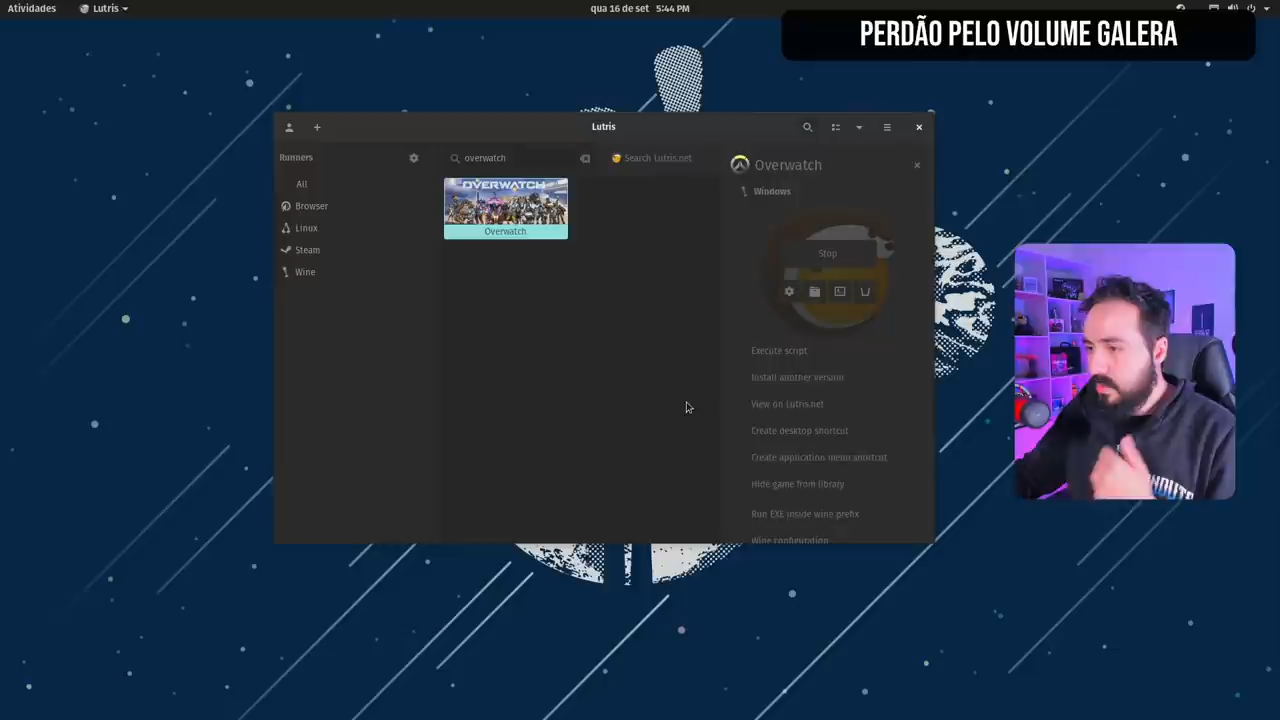 Atividades
Lutris
qua 16 de set 5:44 PM
PERDÃO PELO VOLUME GALERA
Lutris
Runners
All
Browser
Linux
Steam
Wine
overwatch
Search Lutris.net
OVERWATCH
Overwatch
Overwatch
Windows
Stop
Execute script
Install another version
View on Lutris.net
Create desktop shortcut
Create application menu shortcut
Hide game from library
Run EXE inside wine prefix
Wine configuration